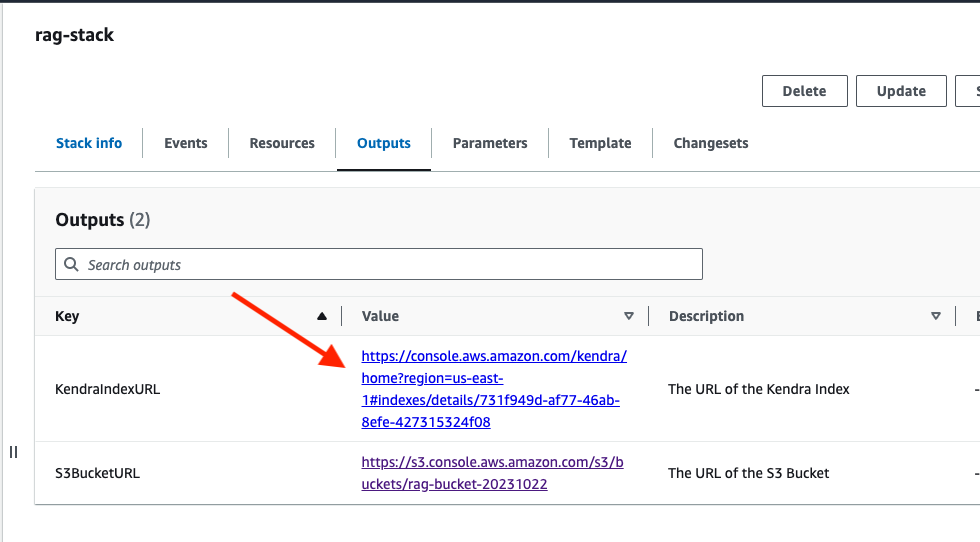 rag-stack
Delete
Update
Stack info
Events
Resources
Outputs
Parameters
Template
Changesets
Outputs (2)
Search outputs
Key
Value
Description
KendraIndexURL
https://console.aws.amazon.com/kendra/
home?region=us-east-
1#indexes/details/731f949d-af77-46ab-
8efe-427315324f08
The URL of the Kendra Index
-
S3BucketURL
https://s3.console.aws.amazon.com/s3/b
uckets/rag-bucket-20231022
The URL of the S3 Bucket
-